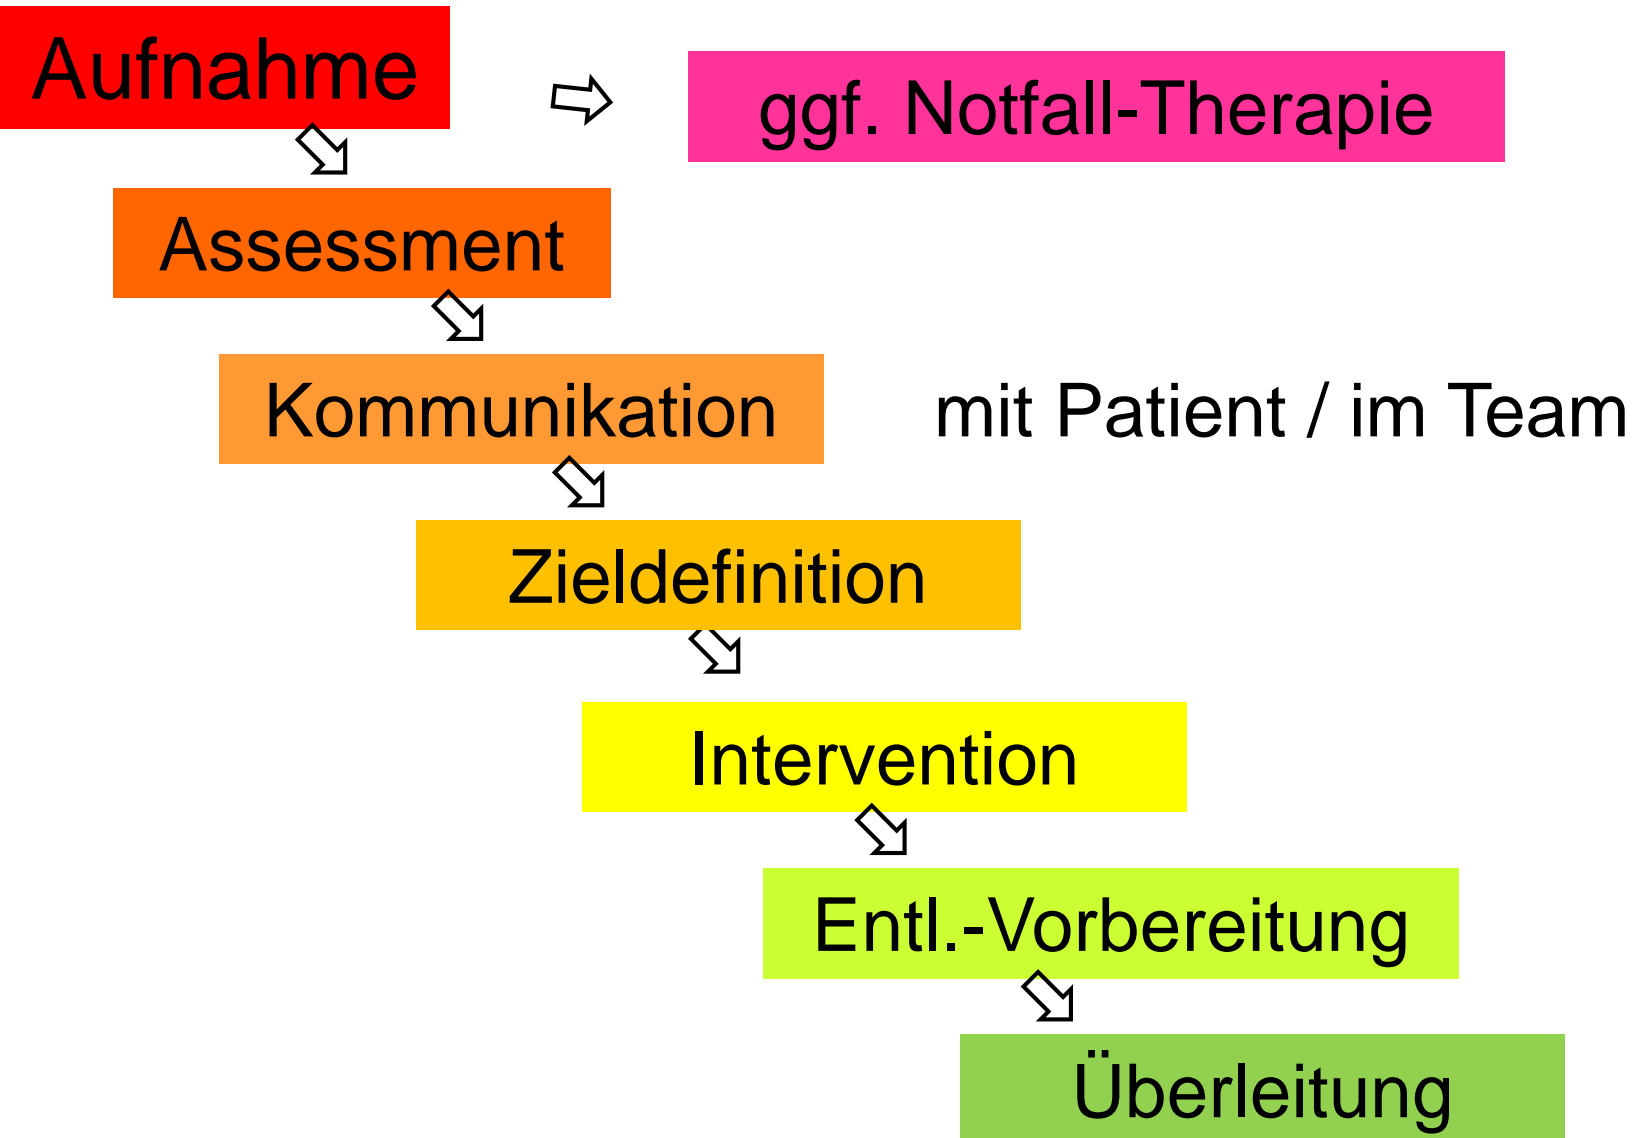 Aufnahme
ggf. Notfall-Therapie
Assessment
Kommunikation
mit Patient / im Team
Zieldefinition
Intervention
Entl.-Vorbereitung
Überleitung